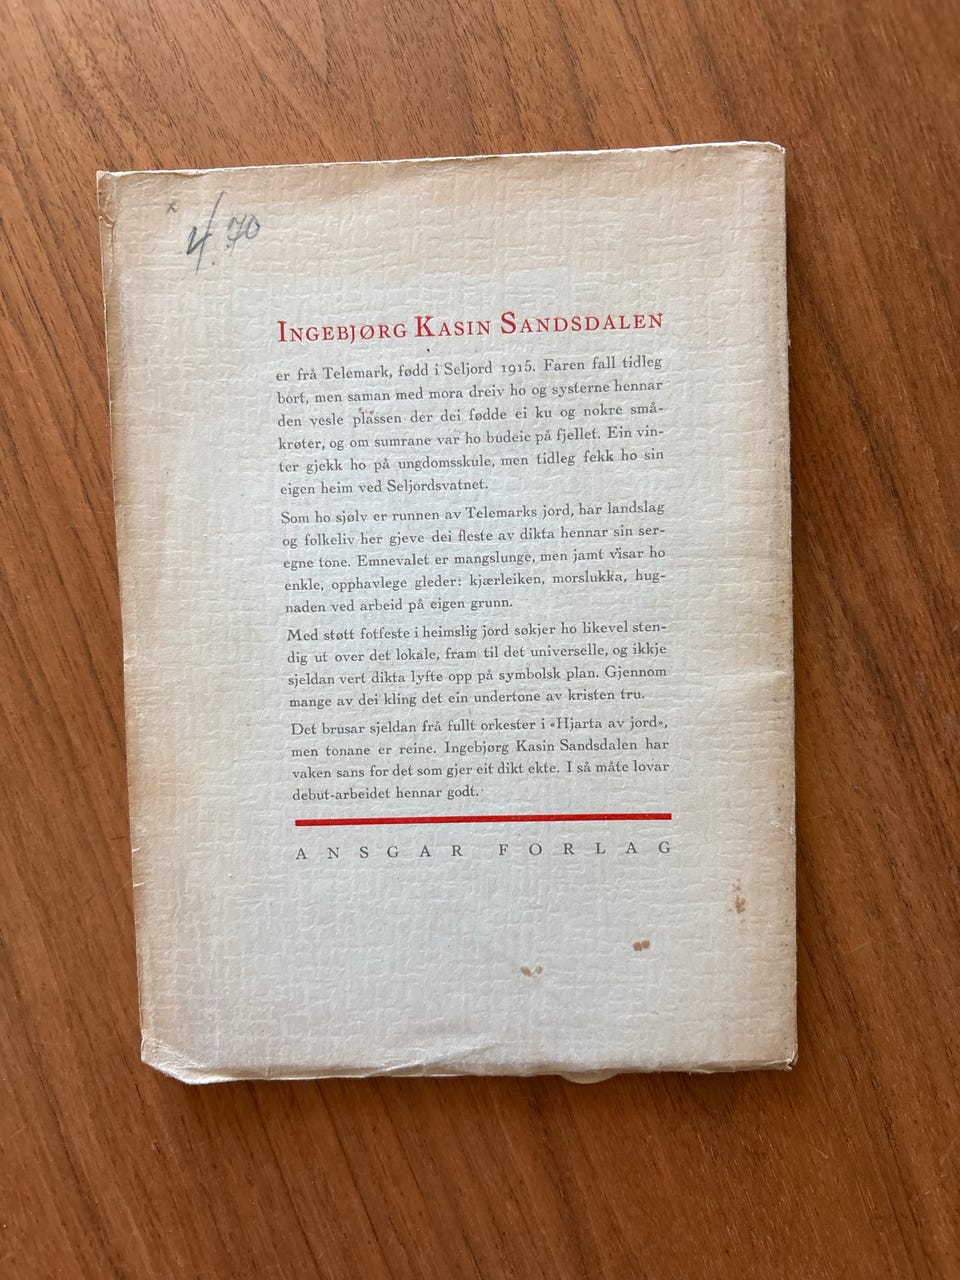 x
4.70
INGEBJØRG KASIN SANDSDALEN
er frå Telemark, fødd i Seljord 1915. Faren fall tidleg
bort, men saman med mora dreiv ho og systerne hennar
den vesle plassen der dei fødde ei ku og nokre små-
krøter, og om sumrane var ho budeie på fjellet. Ein vin-
ter gjekk ho på ungdomsskule, men tidleg fekk ho sin
eigen heim ved Seljordsvatnet.
Som ho sjølv er runnen av Telemarks jord, har landslag
og folkeliv her gjeve dei fleste av dikta hennar sin ser-
egne tone. Emnevalet er mangslunge, men jamt visar ho
enkle, opphavlege gleder: kjærleiken, morslukka, hug-
naden ved arbeid på eigen grunn.
Med støtt fotfeste i heimslig jord søkjer ho likevel sten-
dig ut over det lokale, fram til det universelle, og ikkje
sjeldan vert dikta lyfte opp på symbolsk plan. Gjennom
mange av dei kling det ein undertone av kristen tru.
Det brusar sjeldan frå fullt orkester i «Hjarta av jord»,
men tonane er reine. Ingebjørg Kasin Sandsdalen har
vaken sans for det som gjer eit dikt ekte. I så måte lovar
debut-arbeidet hennar godt.
ANSGAR FORLAG